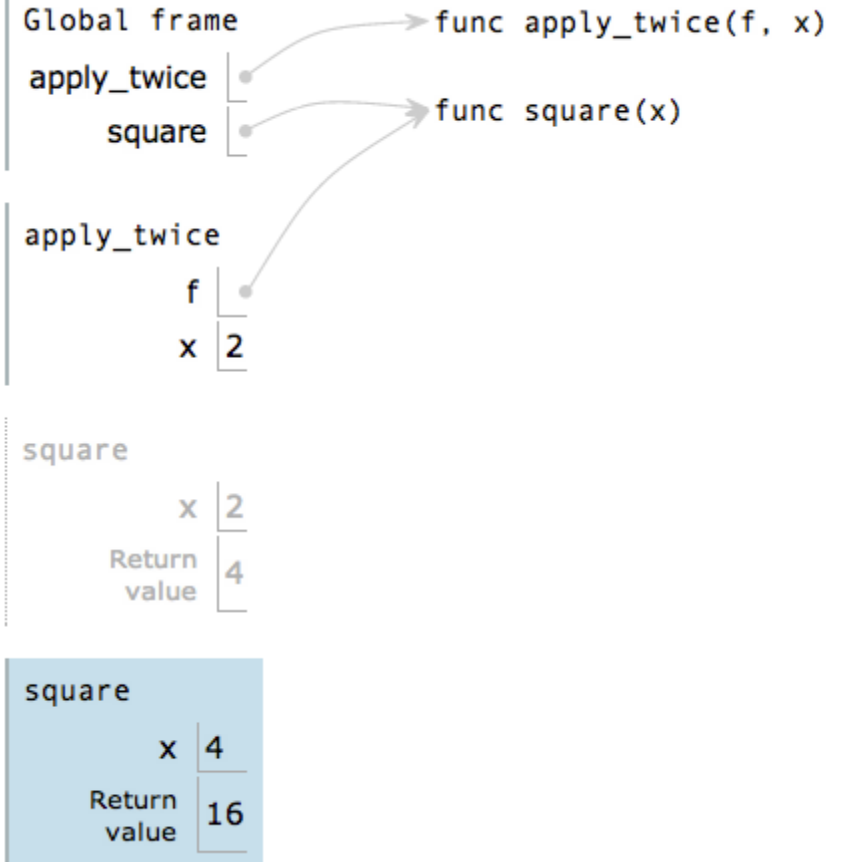 Global frame
func apply_twice(f, x)
apply_twice
square
func square(x)
apply_twice
f
x 2
square
x 2
Return
value 4
square
x 4
Return
value 16